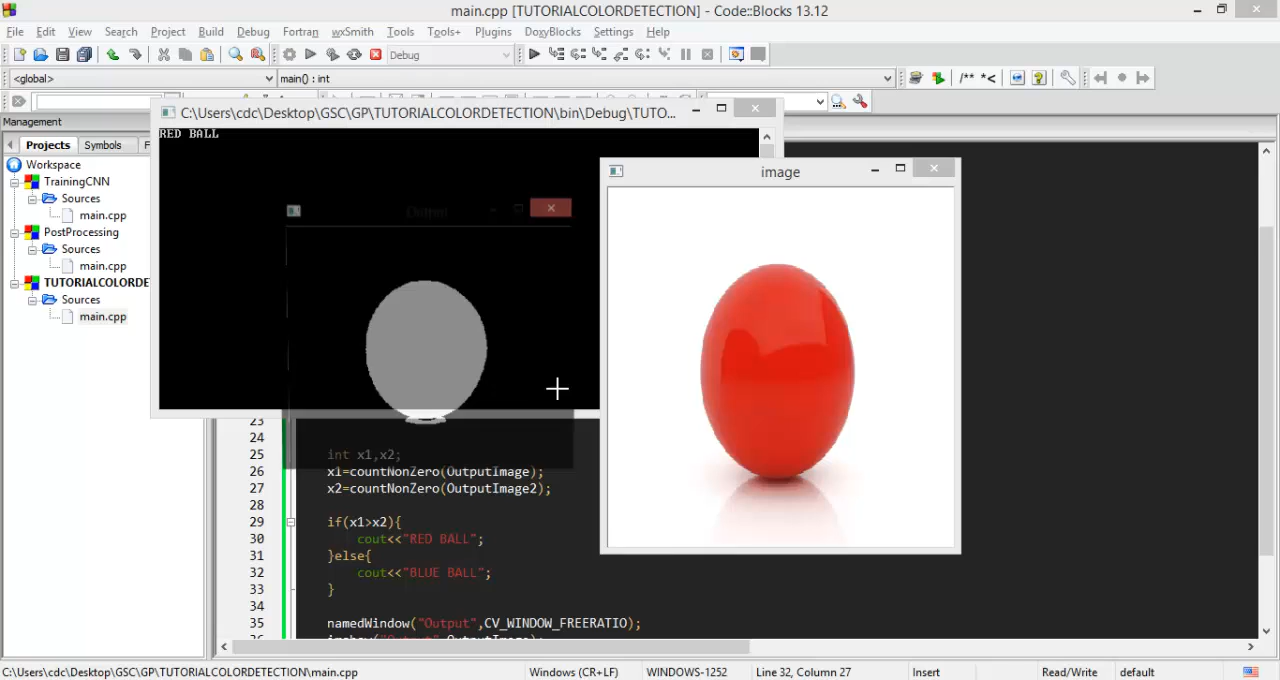 main.cpp [TUTORIALCOLORDETECTION] - Code::Blocks 13.12
File Edit View Search Project Build Debug Fortran wxSmith Tools Tools+ Plugins DoxyBlocks Settings Help
Debug
<global>
main() : int
/** *<
Management
C:\Users\cdc\Desktop\GSC\GP\TUTORIALCOLORDETECTION\bin\Debug\TUTO...
RED BALL
Projects Symbols F
Workspace
TrainingCNN
Sources
main.cpp
PostProcessing
Sources
main.cpp
TUTORIALCOLORDE
Sources
main.cpp
Output
image
23
24
25 int x1,x2;
26 x1=countNonZero(OutputImage);
27 x2=countNonZero(OutputImage2);
28
29 if(x1>x2){
30 cout<<"RED BALL";
31 }else{
32 cout<<"BLUE BALL";
33 }
34
35 namedWindow("Output",CV_WINDOW_FREERATIO);
C:\Users\cdc\Desktop\GSC\GP\TUTORIALCOLORDETECTION\main.cpp Windows (CR+LF) WINDOWS-1252 Line 32, Column 27 Insert Read/Write default